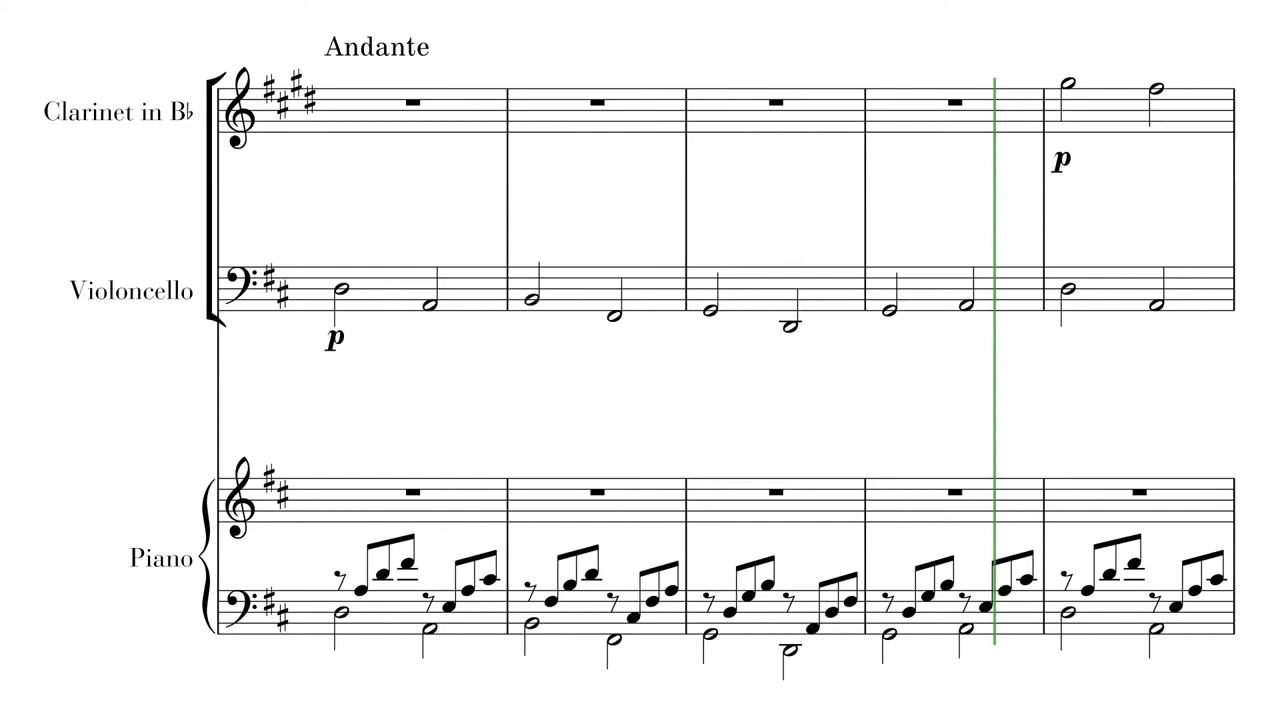 Andante
Clarinet in B♭
p
Violoncello
p
Piano